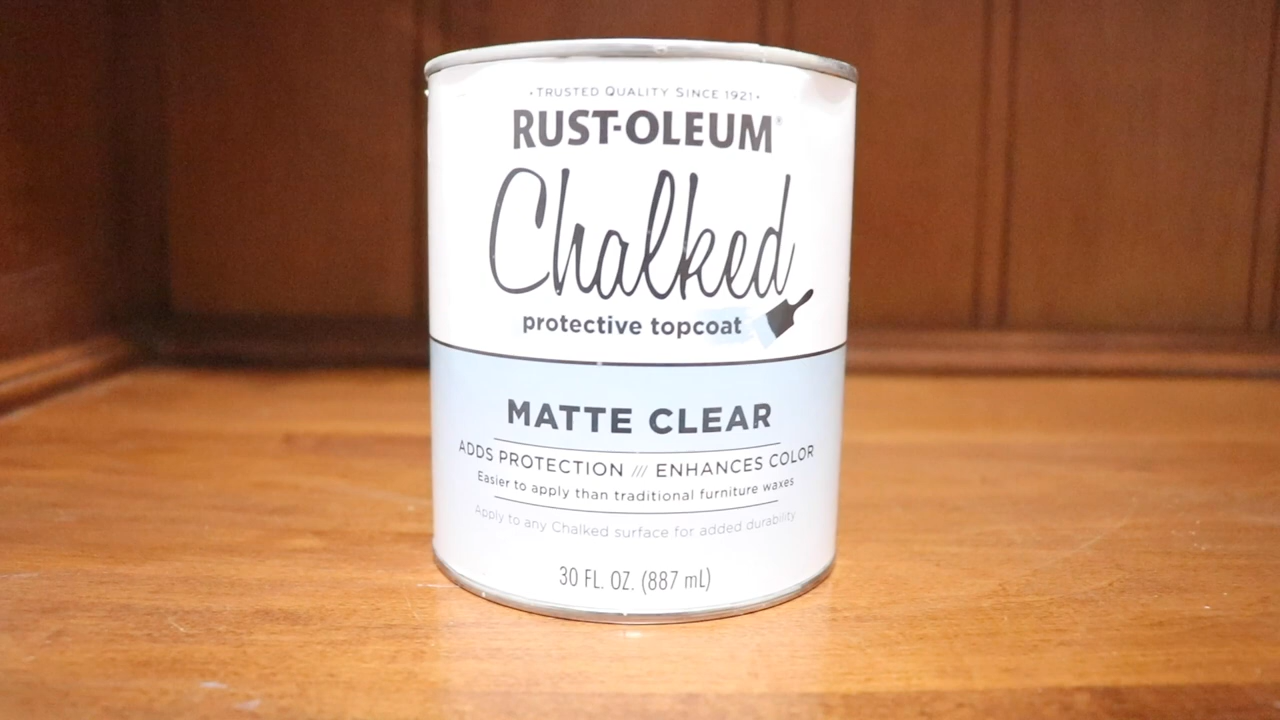 •TRUSTED QUALITY SINCE 1921•
RUST-OLEUM®
Chalked
protective topcoat
MATTE CLEAR
ADDS PROTECTION /// ENHANCES COLOR
Easier to apply than traditional furniture waxes
Apply to any Chalked surface for added durability
30 FL. OZ. (887 mL)